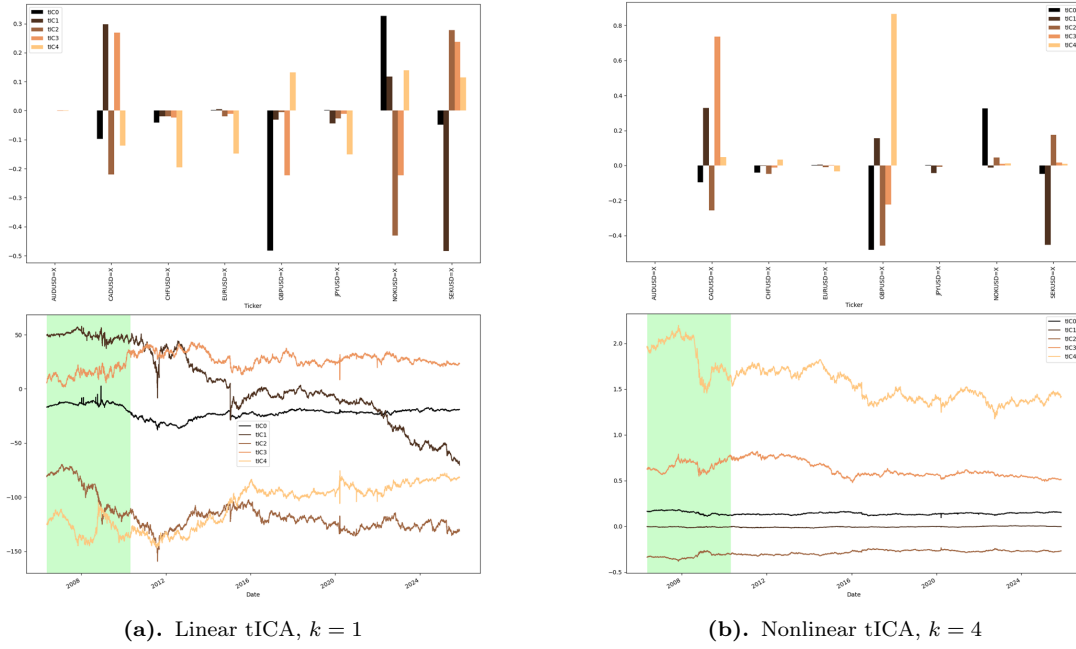 0.3
0.2
0.1
0.0
−0.1
−0.2
−0.3
−0.4
−0.5
tIC0
tIC1
tIC2
tIC3
tIC4
AUDUSD=X
CADUSD=X
CHFUSD=X
EURUSD=X
GBPUSD=X
JPYUSD=X
NOKUSD=X
SEKUSD=X
Ticker
50
0
−50
−100
−150
tIC0
tIC1
tIC2
tIC3
tIC4
2008
2012
2016
2020
2024
Date
(a). Linear tICA, k = 1
0.8
0.6
0.4
0.2
0.0
−0.2
−0.4
tIC0
tIC1
tIC2
tIC3
tIC4
AUDUSD=X
CADUSD=X
CHFUSD=X
EURUSD=X
GBPUSD=X
JPYUSD=X
NOKUSD=X
SEKUSD=X
Ticker
2.0
1.5
1.0
0.5
0.0
−0.5
tIC0
tIC1
tIC2
tIC3
tIC4
2008
2012
2016
2020
2024
Date
(b). Nonlinear tICA, k = 4